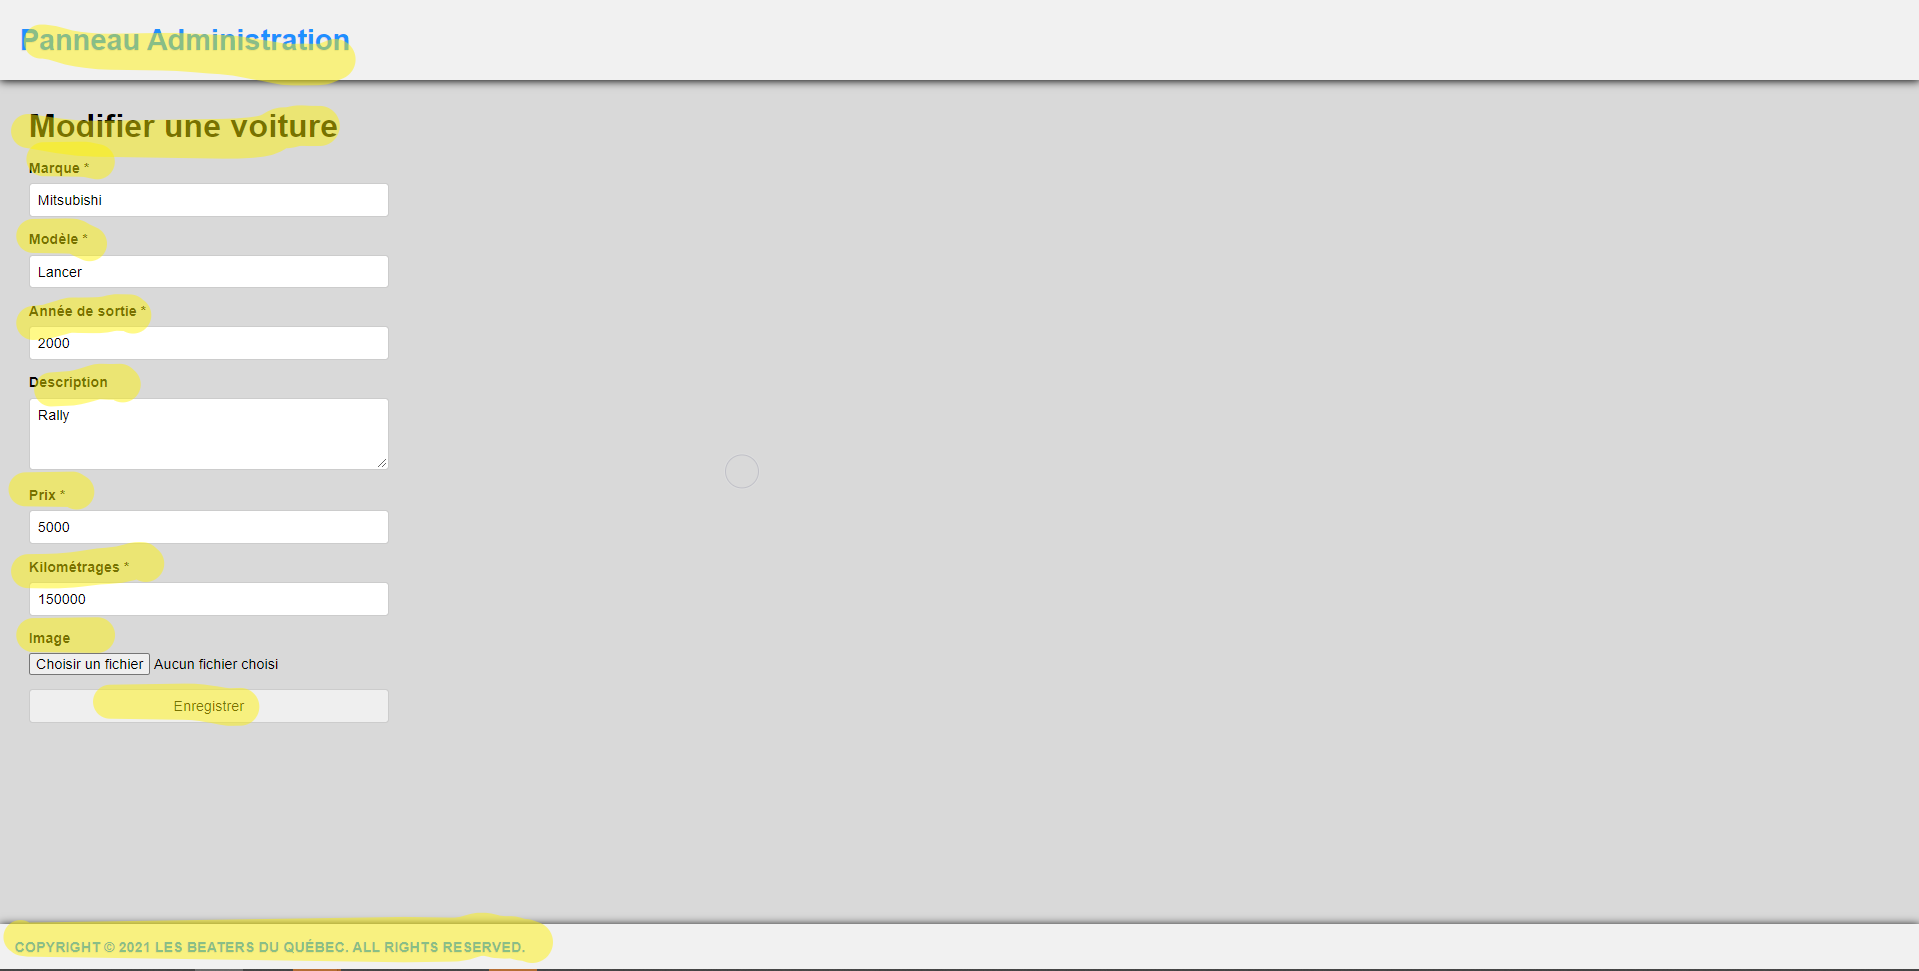 Panneau Administration
Modifier une voiture
Marque *
Mitsubishi
Modèle *
Lancer
Année de sortie *
2000
Description
Rally
Prix *
5000
Kilométrages *
150000
Image
Choisir un fichier Aucun fichier choisi
Enregistrer
COPYRIGHT © 2021 LES BEATERS DU QUÉBEC. ALL RIGHTS RESERVED.